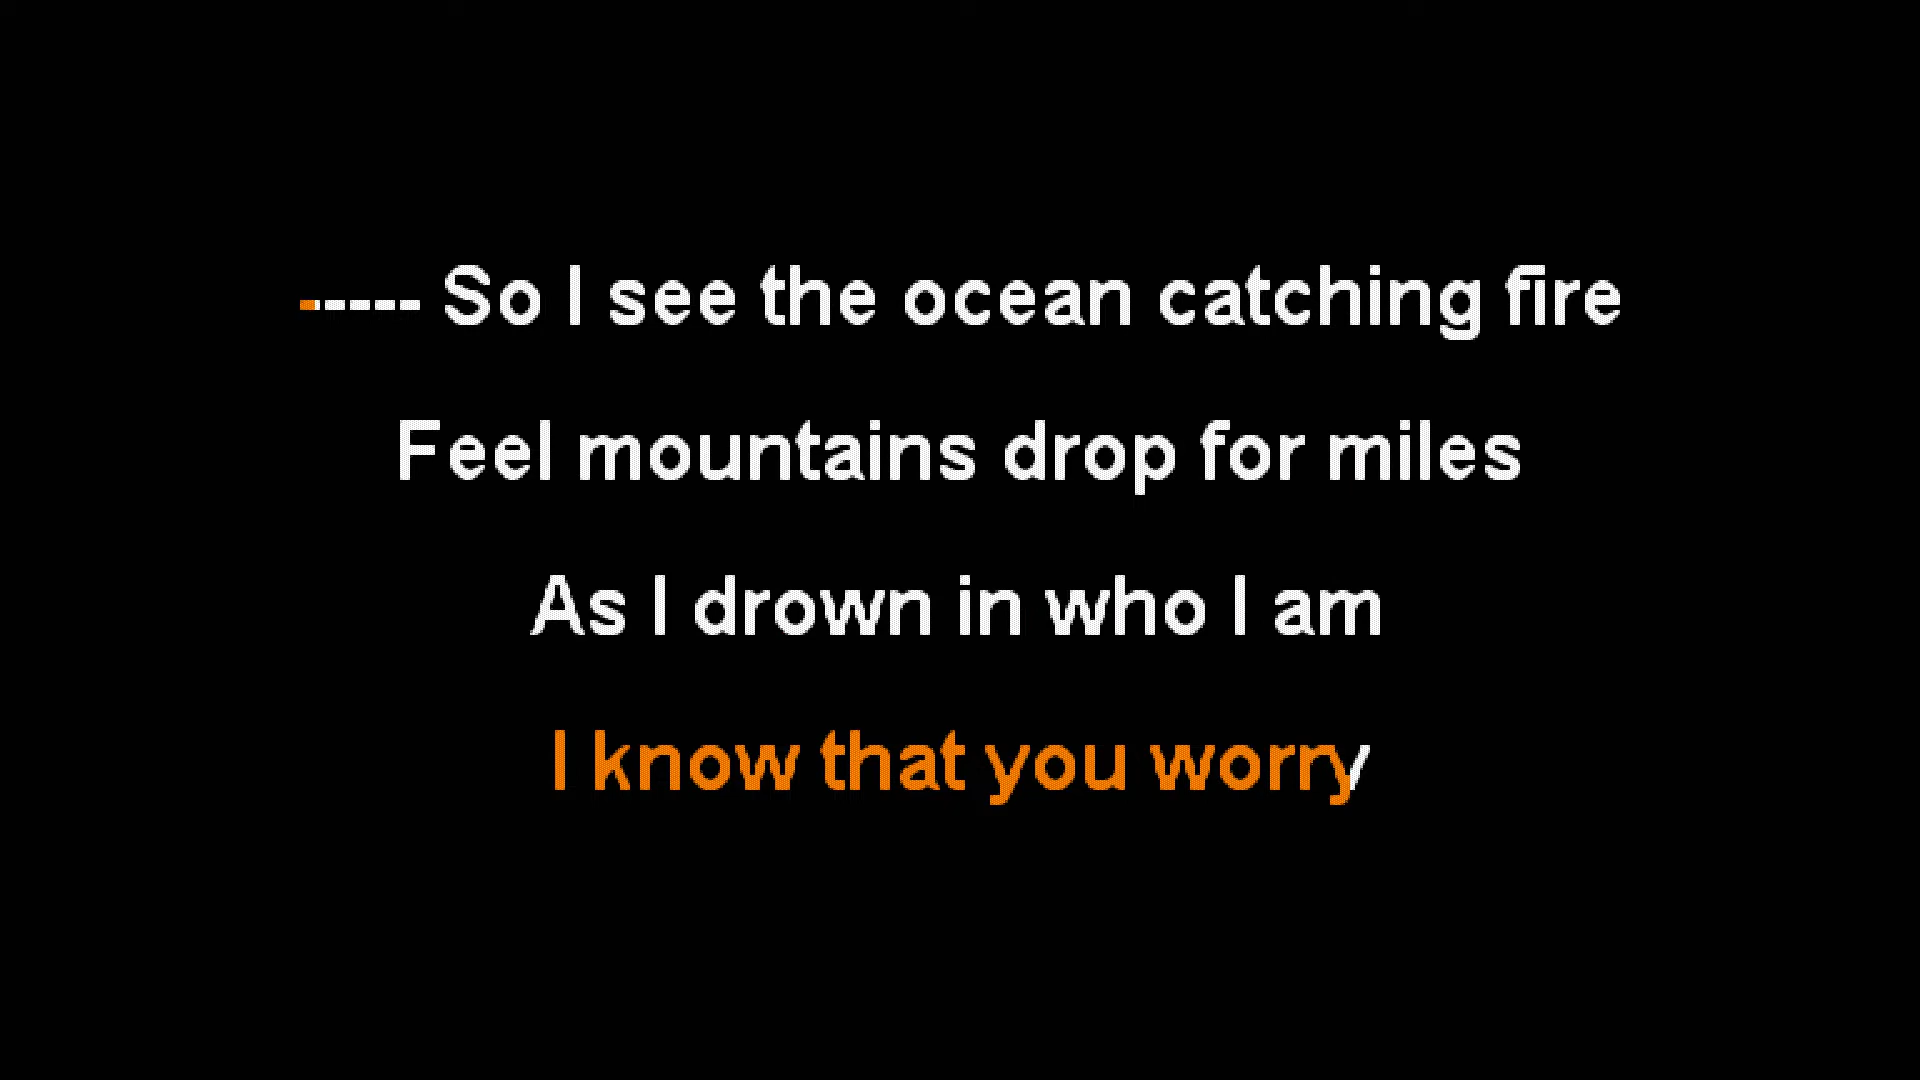 ----- So I see the ocean catching fire
Feel mountains drop for miles
As I drown in who I am
I know that you worry